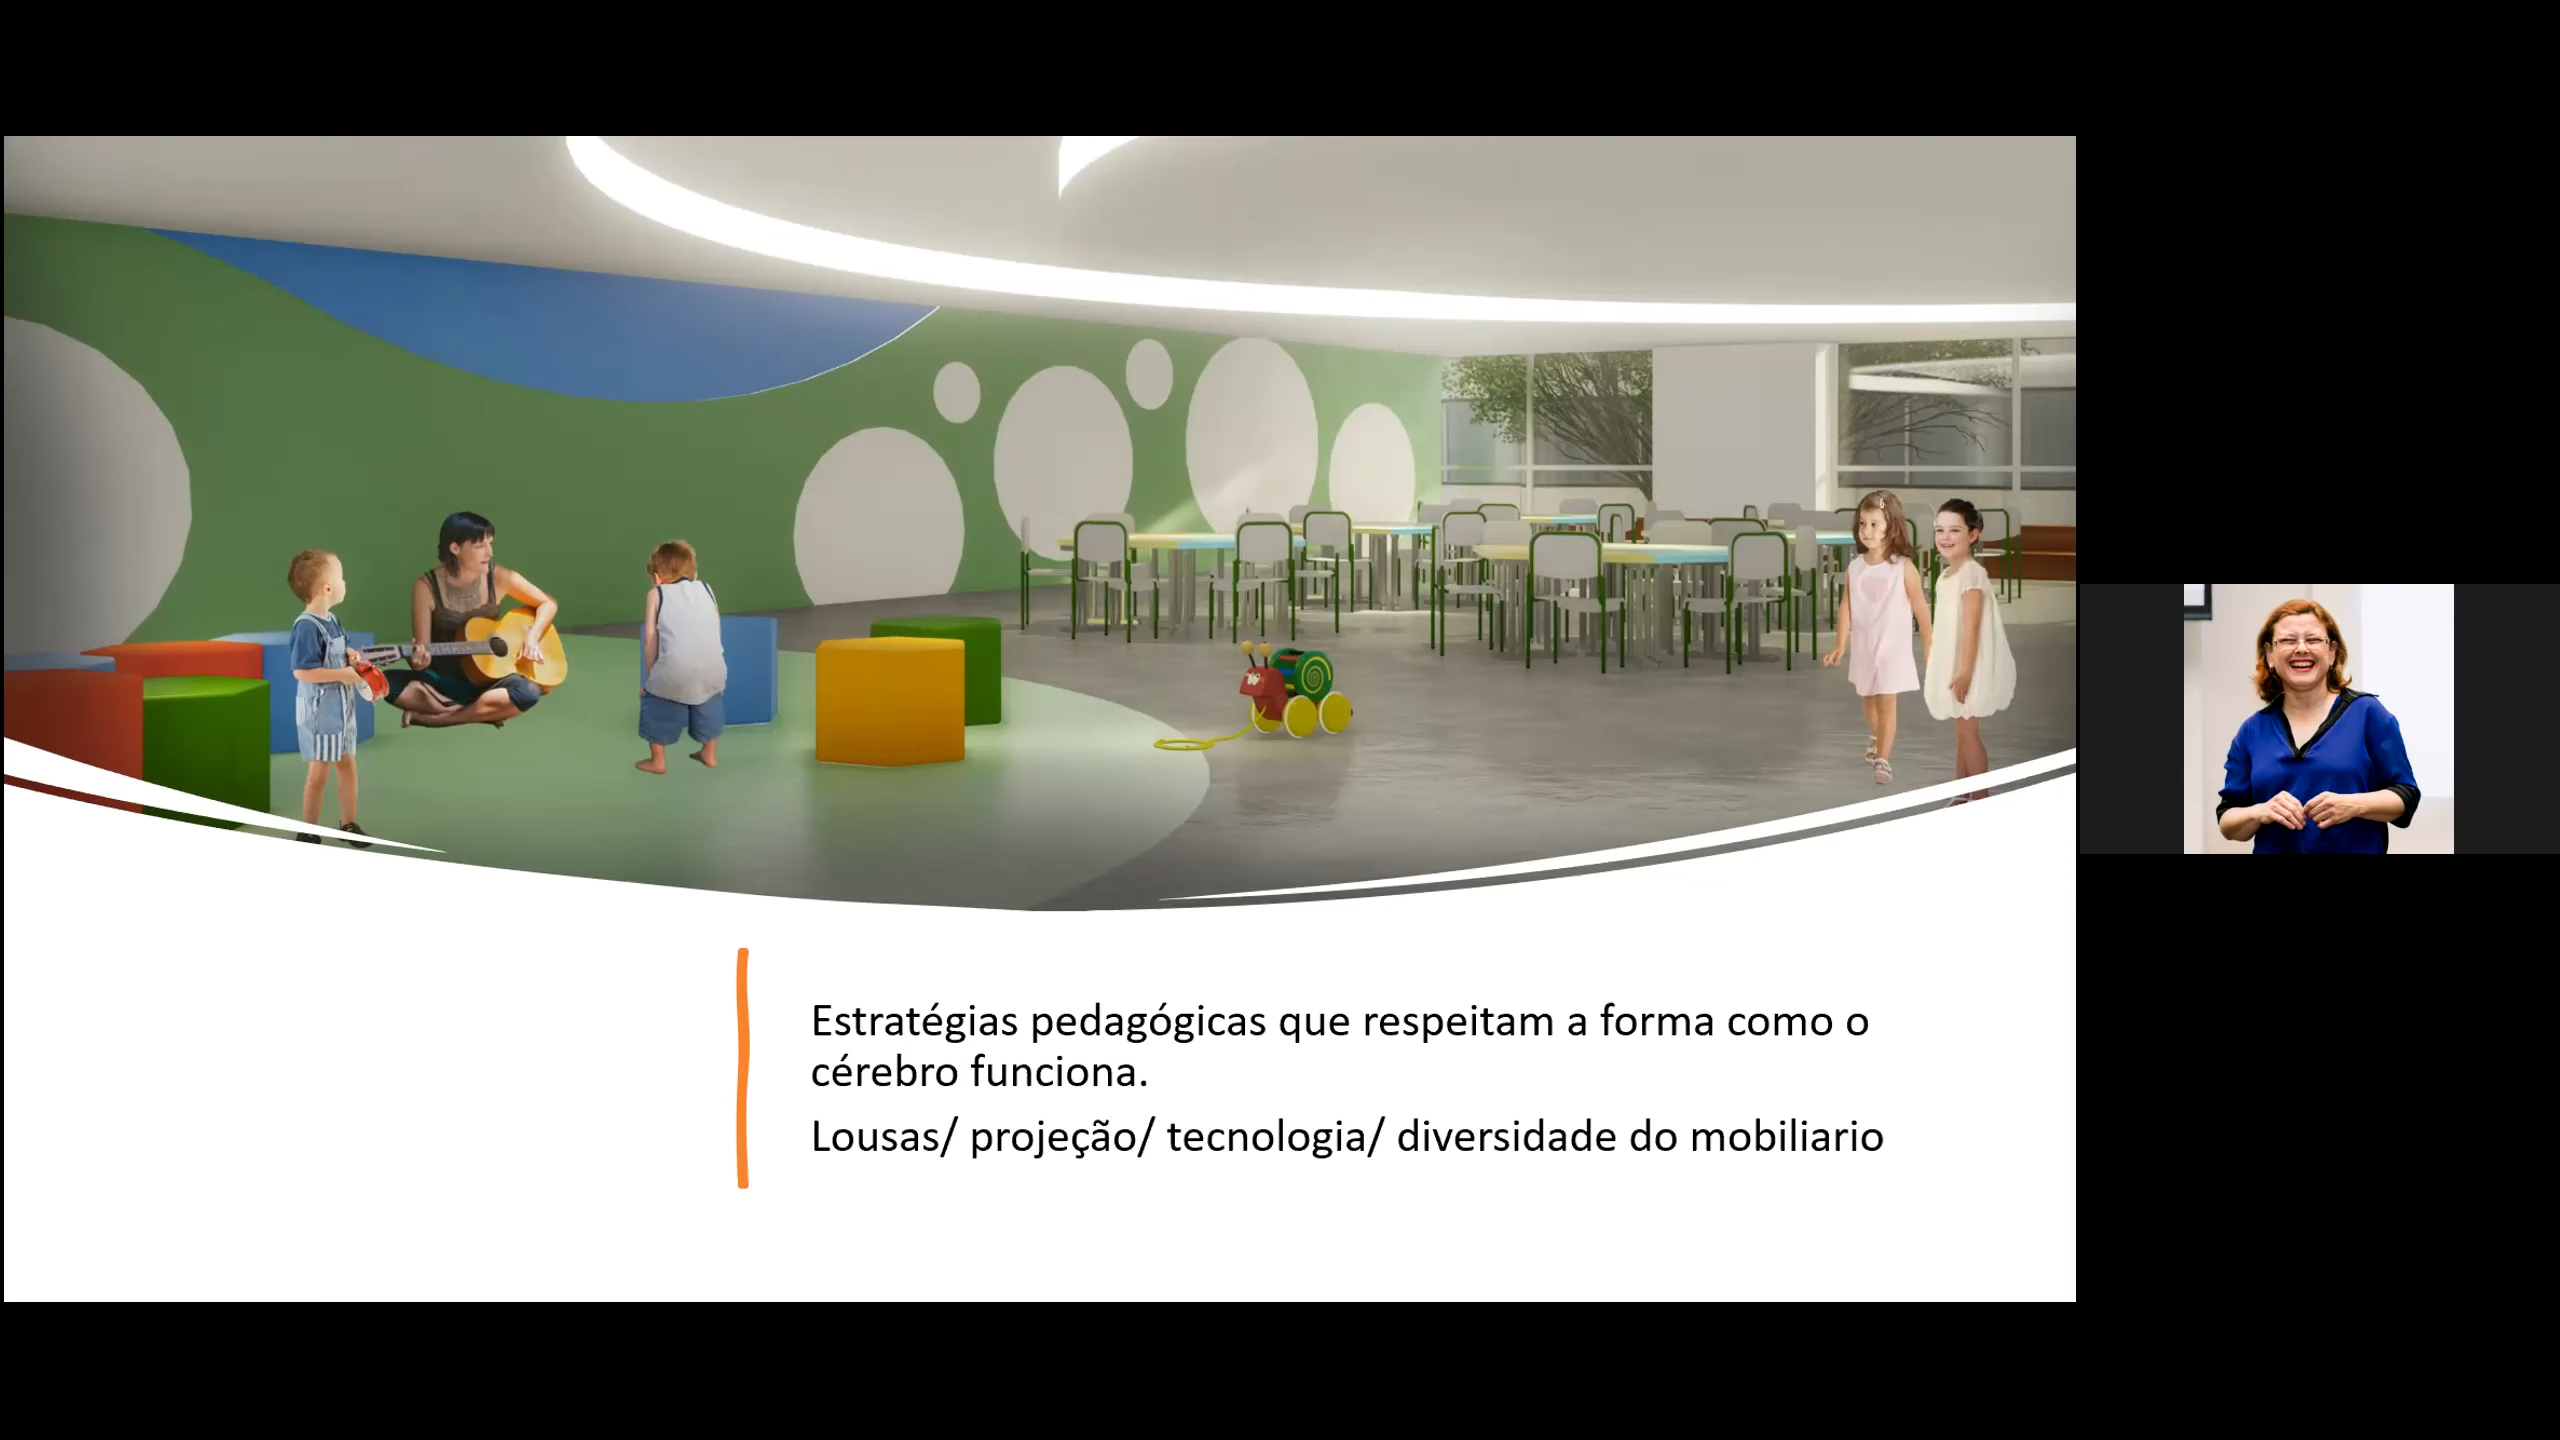 Estratégias pedagógicas que respeitam a forma como o
cérebro funciona.
Lousas/ projeção/ tecnologia/ diversidade do mobiliario